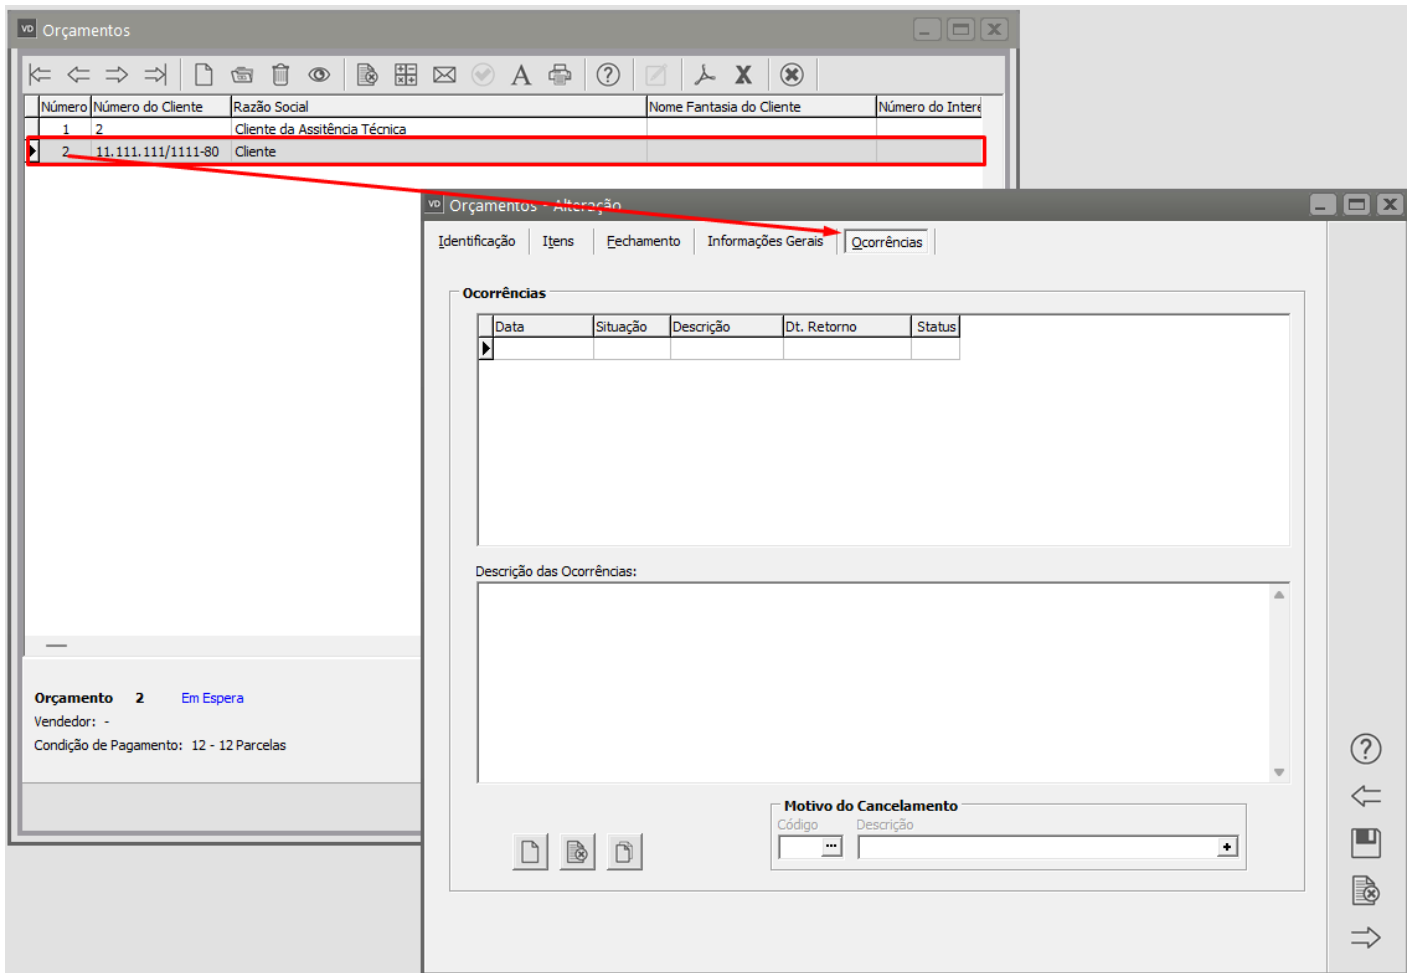 VD Orçamentos
A ? X
Número Número do Cliente Razão Social Nome Fantasia do Cliente Número do Intere
1 2 Cliente da Assitência Técnica
2 11.111.111/1111-80 Cliente
VD Orçamentos - Alteração
Identificação Itens Fechamento Informações Gerais Ocorrências
Ocorrências
Data Situação Descrição Dt. Retorno Status
Descrição das Ocorrências:
Orçamento 2 Em Espera
Vendedor: -
Condição de Pagamento: 12 - 12 Parcelas
Motivo do Cancelamento
Código Descrição